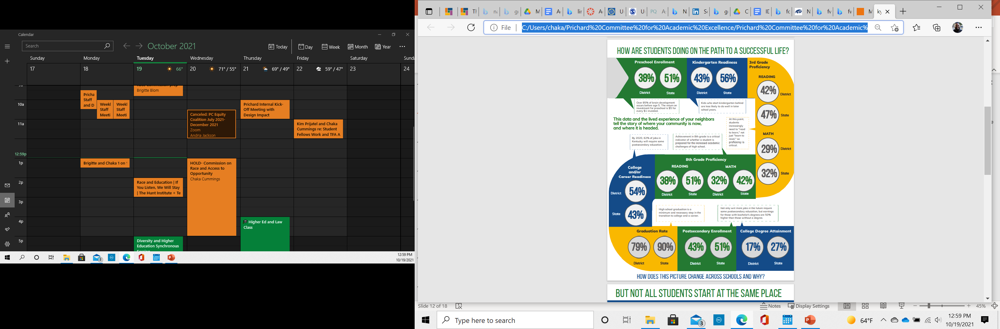 Calendar
Search
October 2021
Today
Day
Week
Month
Year
Sunday
Monday
Tuesday
Wednesday
Thursday
Friday
Saturday
Sund
17
18
19
66°
20
71° / 55°
21
69° / 49°
22
59° / 47°
23
24
10a
11a
12:59p
1p
2p
3p
4p
5p
Pricha
Staff
and D
Weekl
Staff
Meeti
Weekl
Staff
Meeti
Brigitte and Chaka 1 on
Brigitte Blom
Race and Education | If
You Listen, We Will Stay
| The Hunt Institute + Te
Diversity and Higher
Education Synchronous
Session
Canceled: PC Equity
Coalition July 2021-
December 2021
Zoom
Andria Jackson
HOLD- Commission on
Race and Access to
Opportunity
Chaka Cummings
Prichard Internal Kick-
Off Meeting with
Design Impact
Higher Ed and Law
Class
Kim Prijatel and Chaka
Cummings re: Student
Fellows Work and TFA A
3
12:59 PM
10/19/2021
File
C:/Users/chaka/Prichard%20Committee%20for%20Academic%20Excellence/Prichard%20Committee%20for%20Academic%
HOW ARE STUDENTS DOING ON THE PATH TO A SUCCESSFUL LIFE?
Preschool Enrollment
38%
51%
District
State
Kindergarten Readiness
43%
56%
District
State
3rd Grade
Proficiency
READING
42%
District
47%
State
MATH
29%
District
32%
State
Over 85% of brain development
occurs before age 5. The return on
investment for preschool is $5 for
every $1 invested.
Kids who start kindergarten behind
are less likely to do well in later
school years.
This data and the lived experience of your neighbors
tell the story of where your community is now,
and where it is headed.
At this point,
students
increasingly
need to "read
to learn," not
just "learn to
read," so
proficiency is
critical.
By 2020, 62% of jobs in
Kentucky will require some
postsecondary education.
Achievement in 8th grade is a critical
indicator of whether a student is
prepared for the increased academic
challenges of high school.
8th Grade Proficiency
READING
MATH
38%
51%
32%
42%
District
State
District
State
College
and/or
Career Readiness
District
54%
State
43%
High school graduation is a
minimum and necessary step in the
transition to college and a career.
Not only will more jobs in the future require
some postsecondary education, but earnings
for those with bachelor's degrees are 50%
higher than those without a degree.
Graduation Rate
79%
90%
District
State
Postsecondary Enrollment
43%
51%
District
State
College Degree Attainment
17%
27%
District
State
HOW DOES THIS PICTURE CHANGE ACROSS SCHOOLS AND WHY?
BUT NOT ALL STUDENTS START AT THE SAME PLACE
Slide 12 of 18
Notes
Display Settings
45%
Type here to search
3
64°F
12:59 PM
10/19/2021